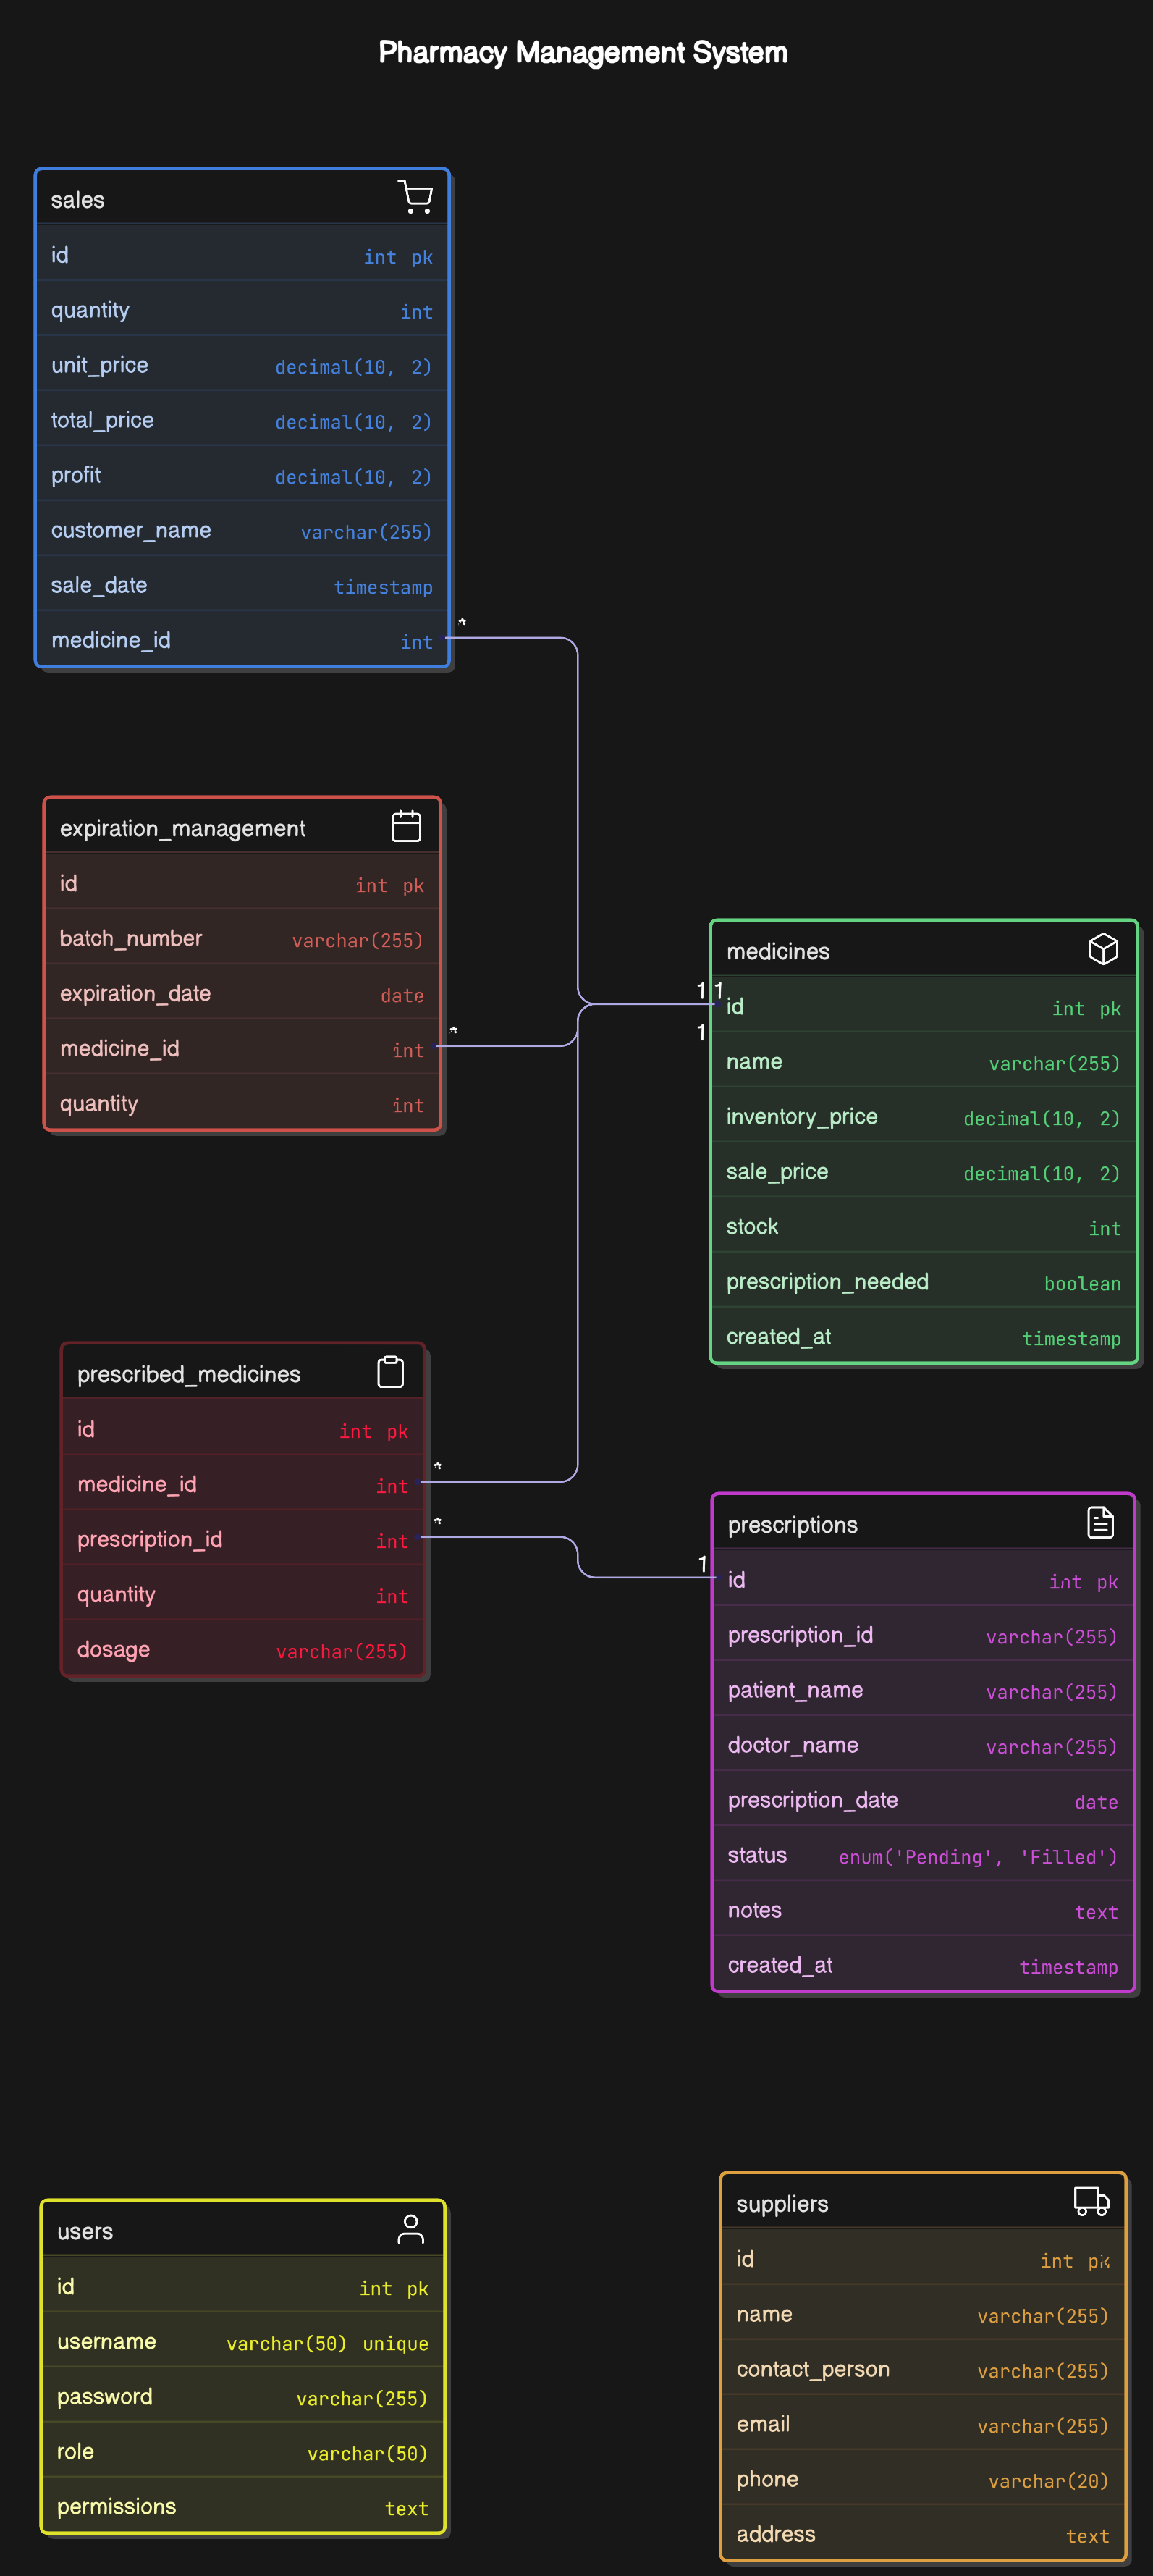 Pharmacy Management System
sales
id int pk
quantity int
unit_price decimal(10, 2)
total_price decimal(10, 2)
profit decimal(10, 2)
customer_name varchar(255)
sale_date timestamp
medicine_id int
*
expiration_management
id int pk
batch_number varchar(255)
expiration_date date
medicine_id int
*
quantity int
medicines
1 1
id int pk
1
name varchar(255)
inventory_price decimal(10, 2)
sale_price decimal(10, 2)
stock int
prescription_needed boolean
created_at timestamp
prescribed_medicines
id int pk
medicine_id int
*
prescription_id int
*
quantity int
dosage varchar(255)
prescriptions
1
id int pk
prescription_id varchar(255)
patient_name varchar(255)
doctor_name varchar(255)
prescription_date date
status enum('Pending', 'Filled')
notes text
created_at timestamp
users
id int pk
username varchar(50) unique
password varchar(255)
role varchar(50)
permissions text
suppliers
id int pk
name varchar(255)
contact_person varchar(255)
email varchar(255)
phone varchar(20)
address text